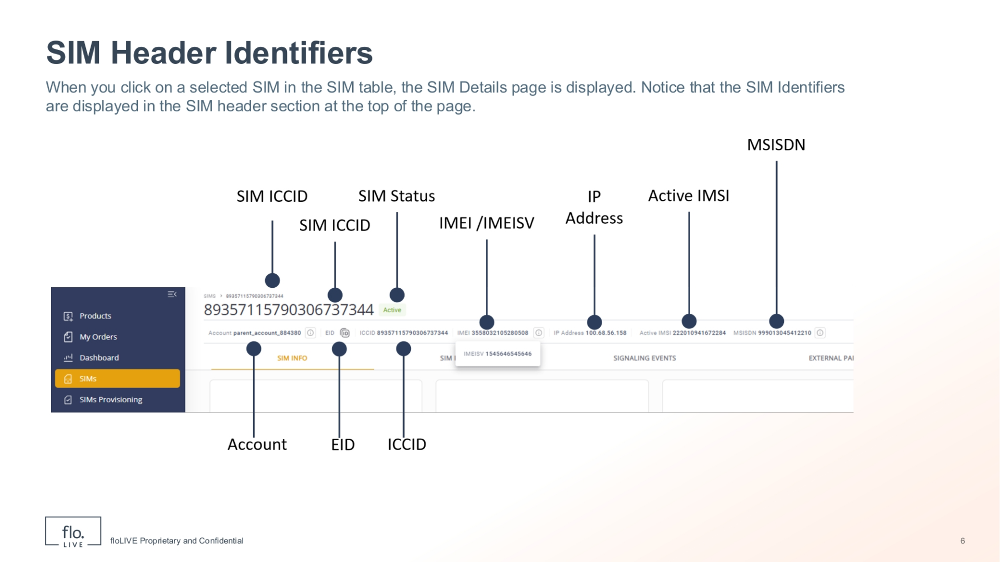 SIM Header Identifiers
When you click on a selected SIM in the SIM table, the SIM Details page is displayed. Notice that the SIM Identifiers
are displayed in the SIM header section at the top of the page.
MSISDN
SIM ICCID
SIM Status
IP
Address
Active IMSI
SIM ICCID
IMEI /IMEISV
SIMS > 89357115790306737344
89357115790306737344 Active
Account parent_account_884380 EID ICCID 89357115790306737344 IMEI 3558032105280508 IP Address 100.68.56.158 Active IMSI 222010941672284 MSISDN 999013045412210
IMEISV 1545646545646
SIM INFO SIM SIGNALING EVENTS EXTERNAL PA
Products
My Orders
Dashboard
SIMs
SIMs Provisioning
Account
EID
ICCID
flo.
LIVE
floLIVE Proprietary and Confidential
6